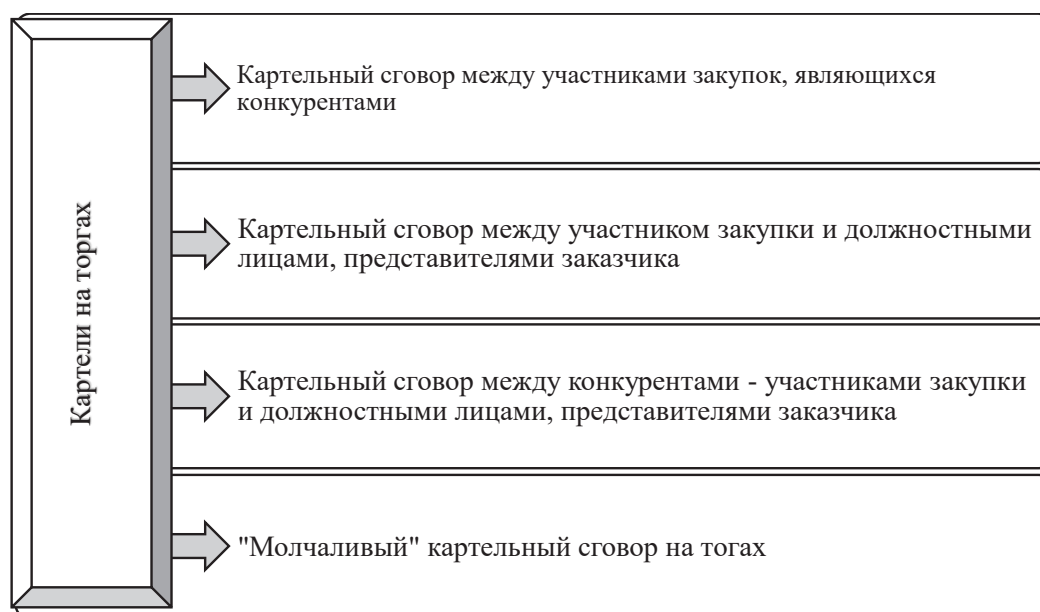 Картели на торгах
Картельный сговор между участниками закупок, являющихся
конкурентами
Картельный сговор между участником закупки и должностными
лицами, представителями заказчика
Картельный сговор между конкурентами - участниками закупки
и должностными лицами, представителями заказчика
"Молчаливый" картельный сговор на тогах